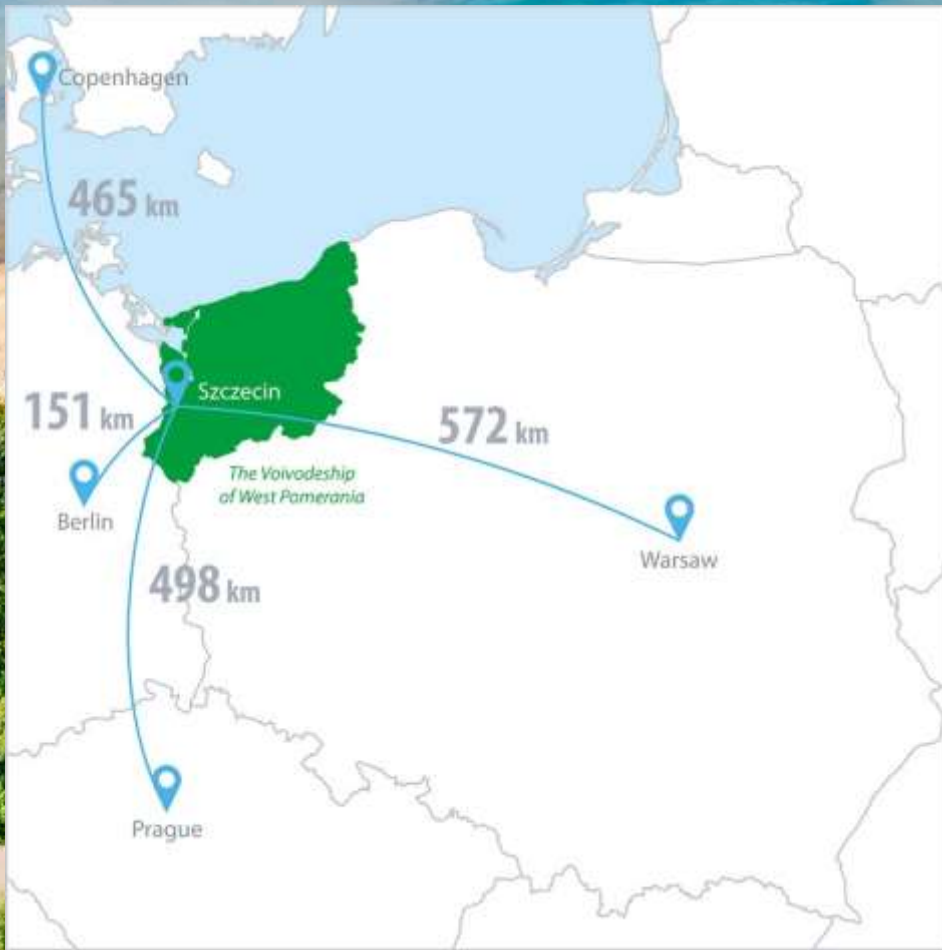 Copenhagen
465 km
Szczecin
151 km
572 km
The Voivodeship
of West Pomerania
Berlin
Warsaw
498 km
Prague